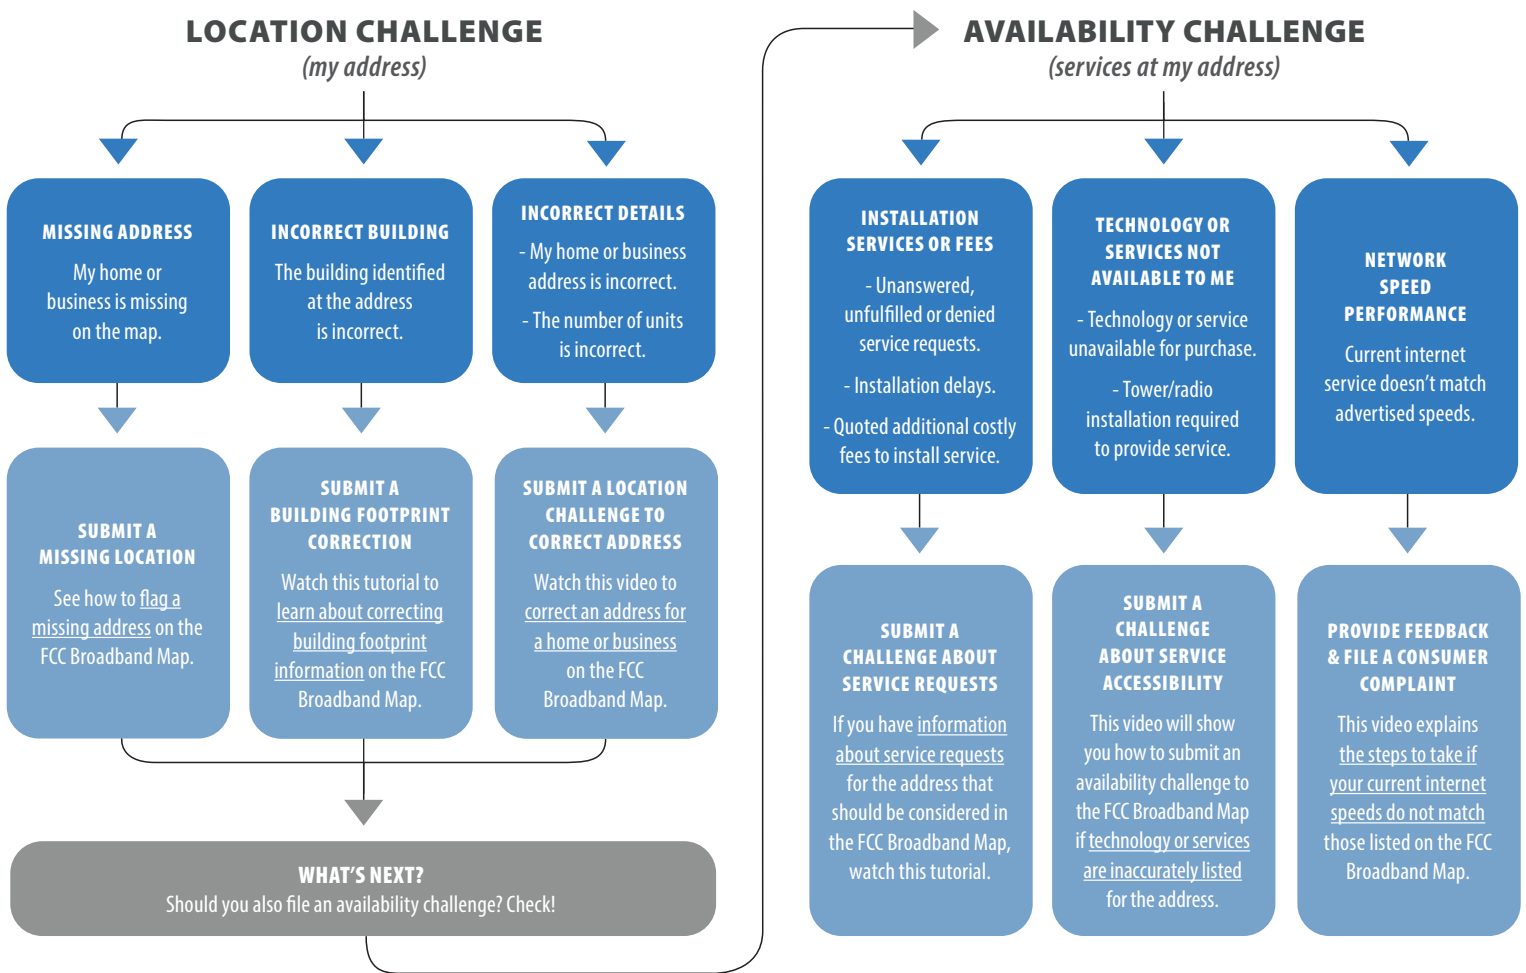 LOCATION CHALLENGE
(my address)
MISSING ADDRESS
My home or
business is missing
on the map.
INCORRECT BUILDING
The building identified
at the address
is incorrect.
INCORRECT DETAILS
- My home or business
address is incorrect.
- The number of units
is incorrect.
SUBMIT A
MISSING LOCATION
See how to flag a
missing address on the
FCC Broadband Map.
SUBMIT A
BUILDING FOOTPRINT
CORRECTION
Watch this tutorial to
learn about correcting
building footprint
information on the FCC
Broadband Map.
SUBMIT A LOCATION
CHALLENGE TO
CORRECT ADDRESS
Watch this video to
correct an address for
a home or business
on the FCC
Broadband Map.
WHAT'S NEXT?
Should you also file an availability challenge? Check!
AVAILABILITY CHALLENGE
(services at my address)
INSTALLATION
SERVICES OR FEES
- Unanswered,
unfulfilled or denied
service requests.
- Installation delays.
- Quoted additional costly
fees to install service.
TECHNOLOGY OR
SERVICES NOT
AVAILABLE TO ME
- Technology or service
unavailable for purchase.
- Tower/radio
installation required
to provide service.
NETWORK
SPEED
PERFORMANCE
Current internet
service doesn't match
advertised speeds.
SUBMIT A
CHALLENGE ABOUT
SERVICE REQUESTS
If you have information
about service requests
for the address that
should be considered in
the FCC Broadband Map,
watch this tutorial.
SUBMIT A
CHALLENGE
ABOUT SERVICE
ACCESSIBILITY
This video will show
you how to submit an
availability challenge to
the FCC Broadband Map
if technology or services
are inaccurately listed
for the address.
PROVIDE FEEDBACK
& FILE A CONSUMER
COMPLAINT
This video explains
the steps to take if
your current internet
speeds do not match
those listed on the FCC
Broadband Map.